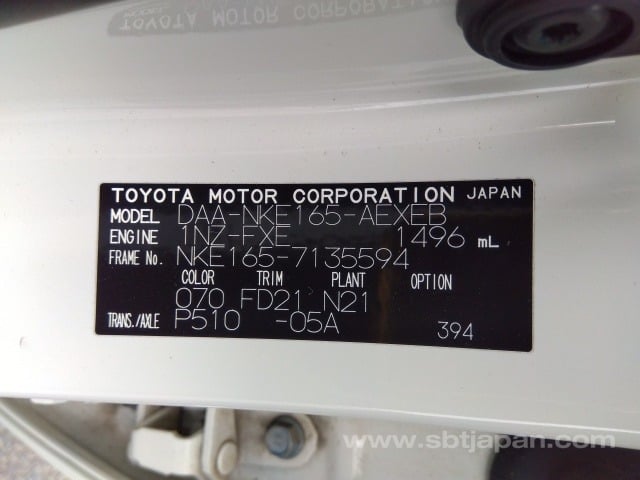 TOYOTA MOTOR CORPORATION JAPAN
MODEL DAA-NKE165-AEXEB
ENGINE 1NZ-FXE 1496 mL
FRAME No. NKE165-7135594
COLOR TRIM PLANT OPTION
070 FD21 N21
TRANS./AXLE P510 -05A 394
www.sbtjapan.com